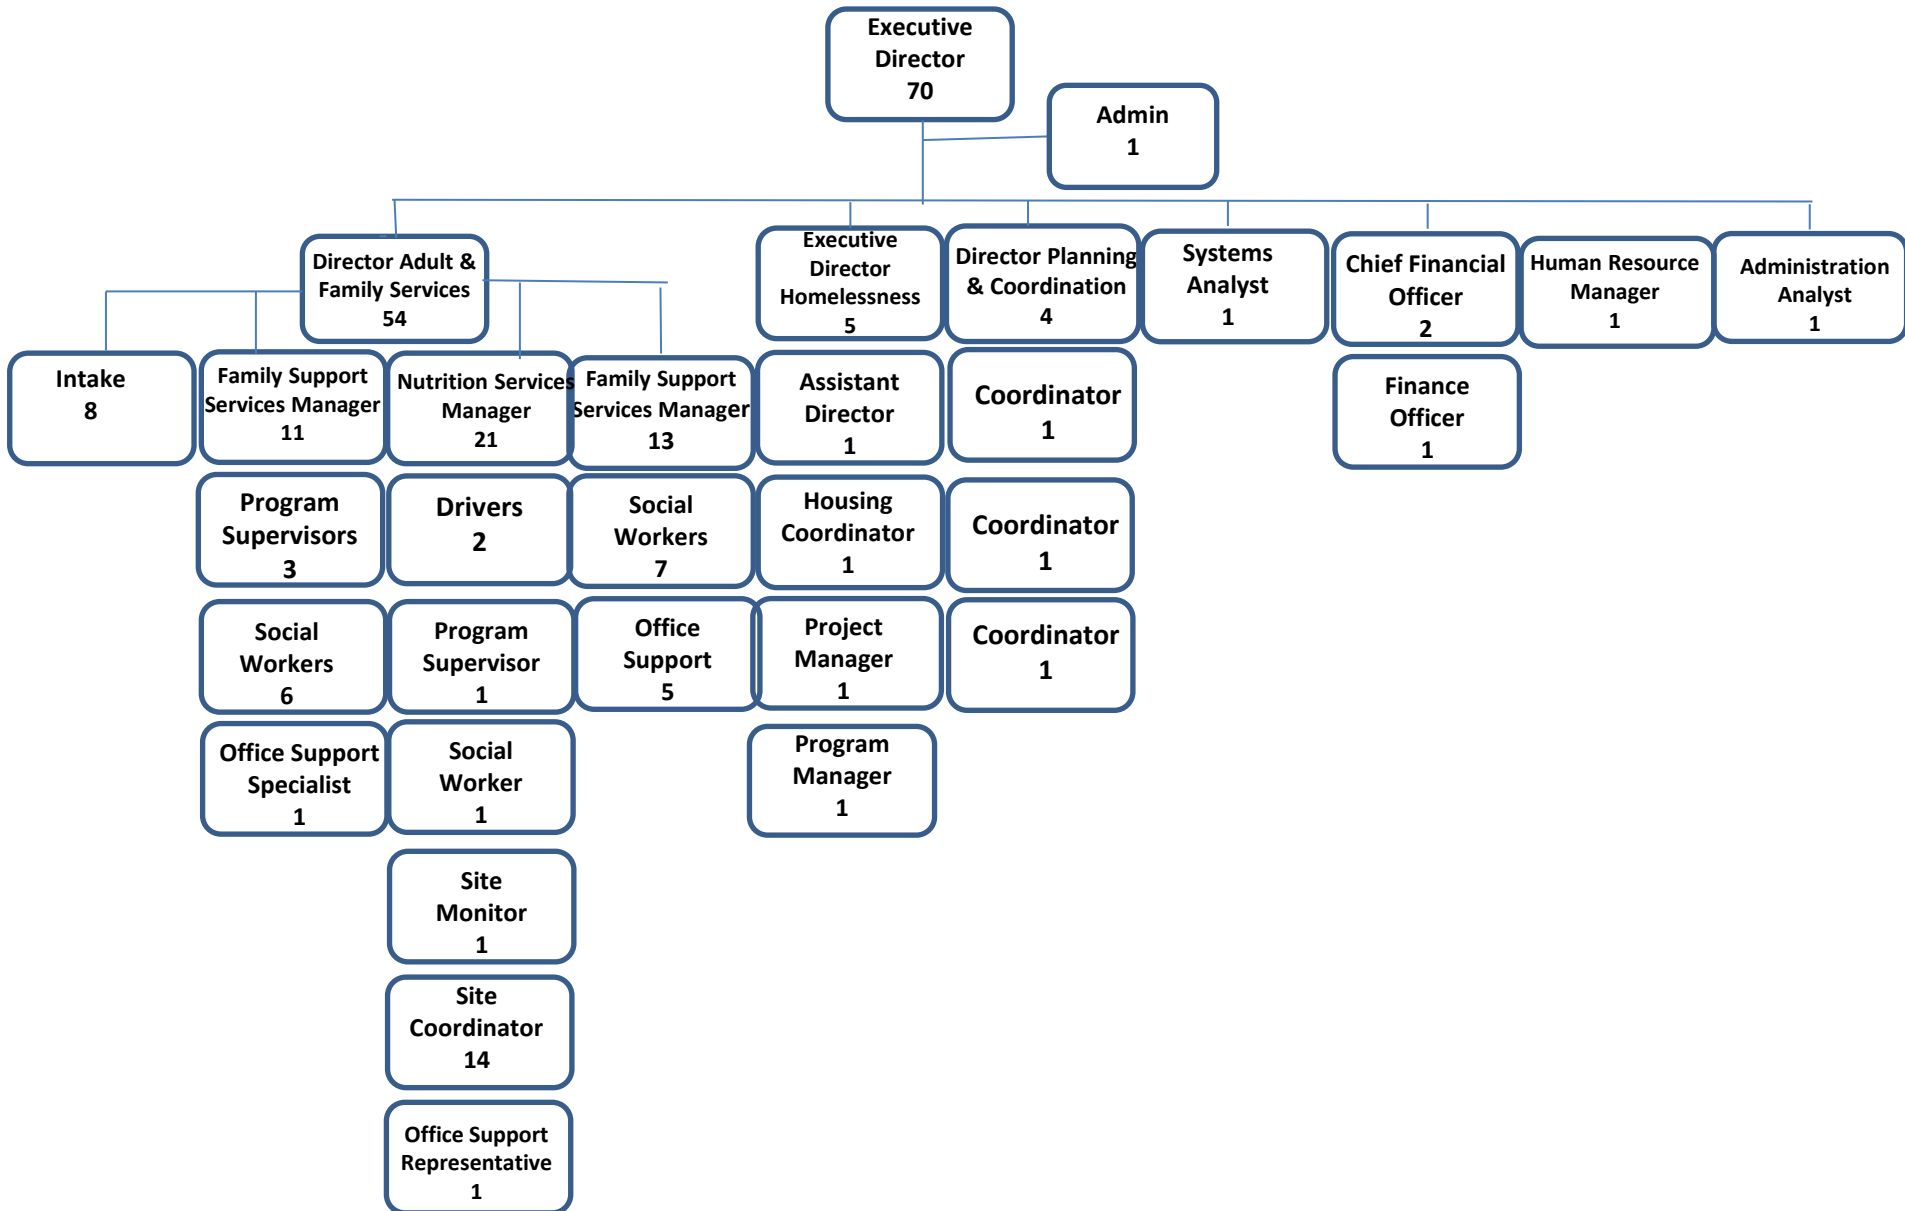 Executive
Director
70
Admin
1
Director Adult &
Family Services
54
Executive
Director
Homelessness
5
Director Planning
& Coordination
4
Systems
Analyst
1
Chief Financial
Officer
2
Human Resource
Manager
1
Administration
Analyst
1
Intake
8
Family Support
Services Manager
11
Nutrition Services
Manager
21
Family Support
Services Manager
13
Assistant
Director
1
Coordinator
1
Finance
Officer
1
Program
Supervisors
3
Drivers
2
Social
Workers
7
Housing
Coordinator
1
Coordinator
1
Social
Workers
6
Program
Supervisor
1
Office
Support
5
Project
Manager
1
Coordinator
1
Office Support
Specialist
1
Social
Worker
1
Program
Manager
1
Site
Monitor
1
Site
Coordinator
14
Office Support
Representative
1